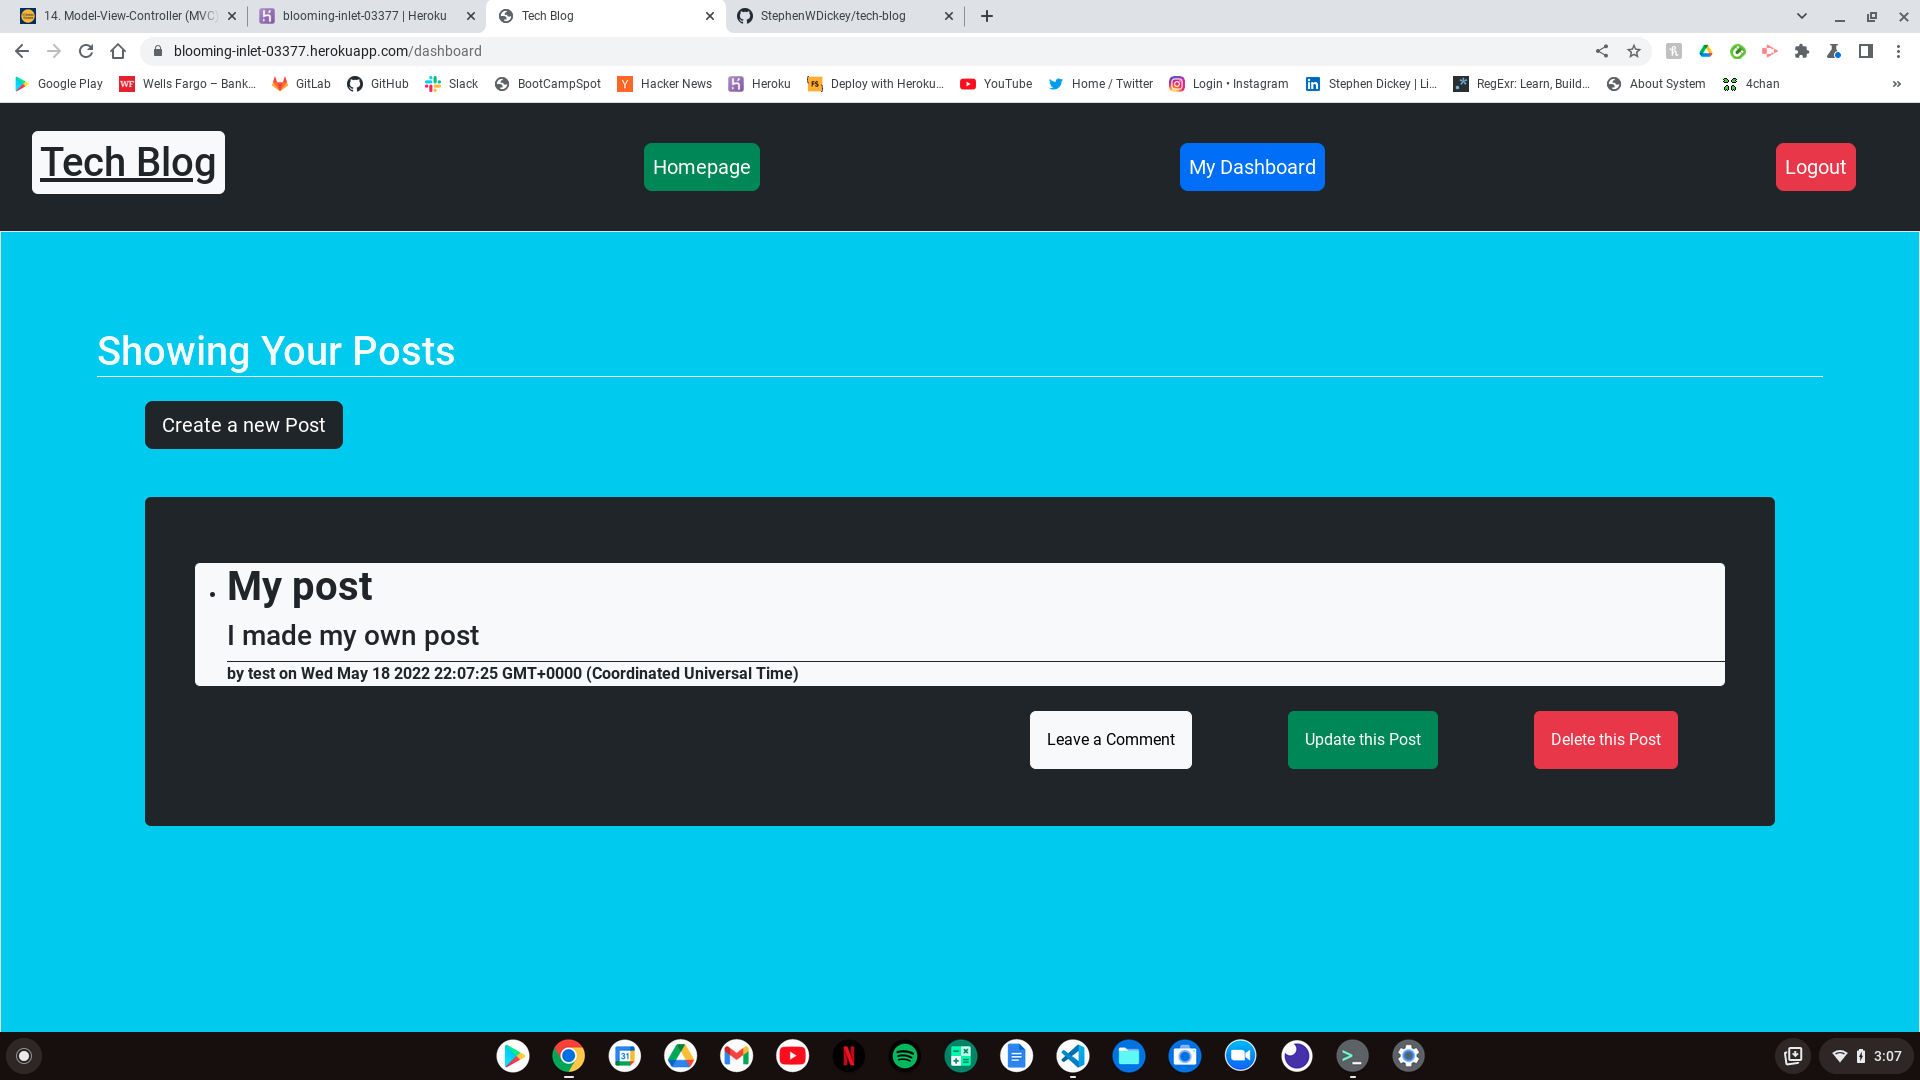 14. Model-View-Controller (MVC)
blooming-inlet-03377 | Heroku
Tech Blog
StephenWDickey/tech-blog
blooming-inlet-03377.herokuapp.com/dashboard
Google Play
WF
Wells Fargo – Bank...
GitLab
GitHub
Slack
BootCampSpot
Y
Hacker News
Heroku
FS
Deploy with Heroku...
YouTube
Home / Twitter
Login • Instagram
in
Stephen Dickey | Li...
.*
RegExr: Learn, Build...
About System
4chan
»
Tech Blog
Homepage
My Dashboard
Logout
Showing Your Posts
Create a new Post
• My post
I made my own post
by test on Wed May 18 2022 22:07:25 GMT+0000 (Coordinated Universal Time)
Leave a Comment
Update this Post
Delete this Post
31
N
>_
3:07